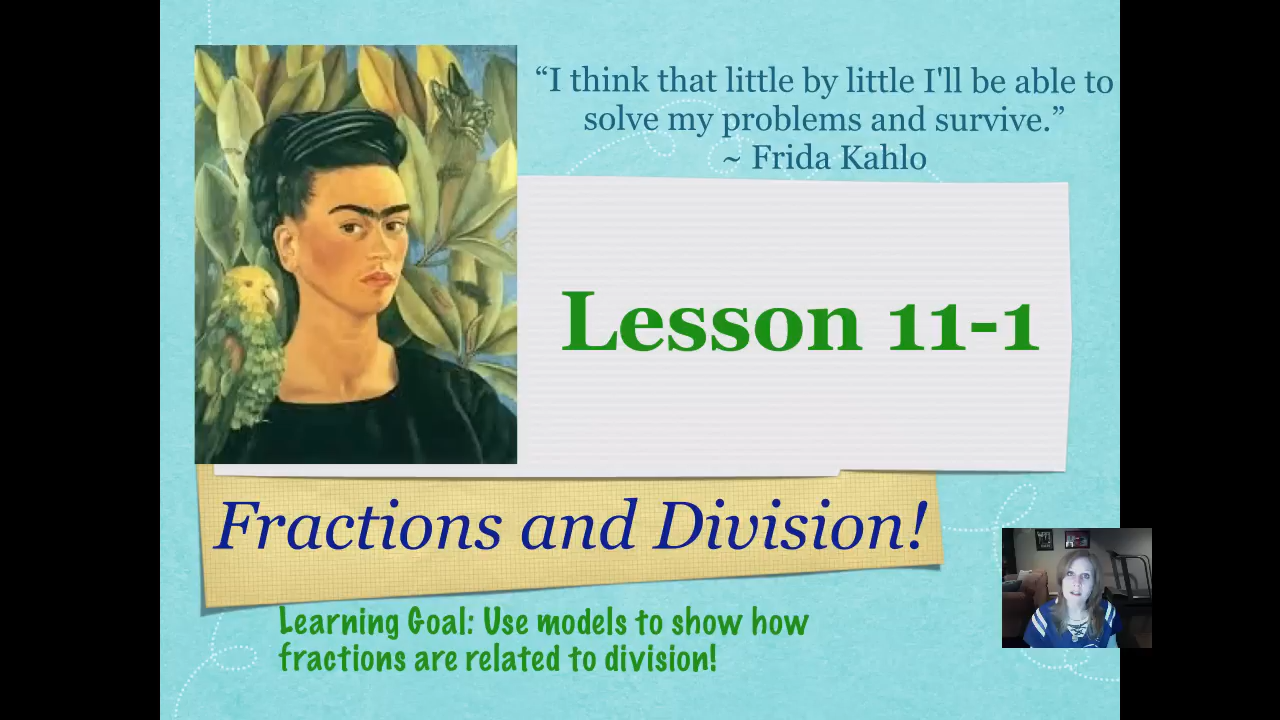 “I think that little by little I'll be able to
solve my problems and survive.”
~ Frida Kahlo
Lesson 11-1
Fractions and Division!
Learning Goal: Use models to show how
fractions are related to division!